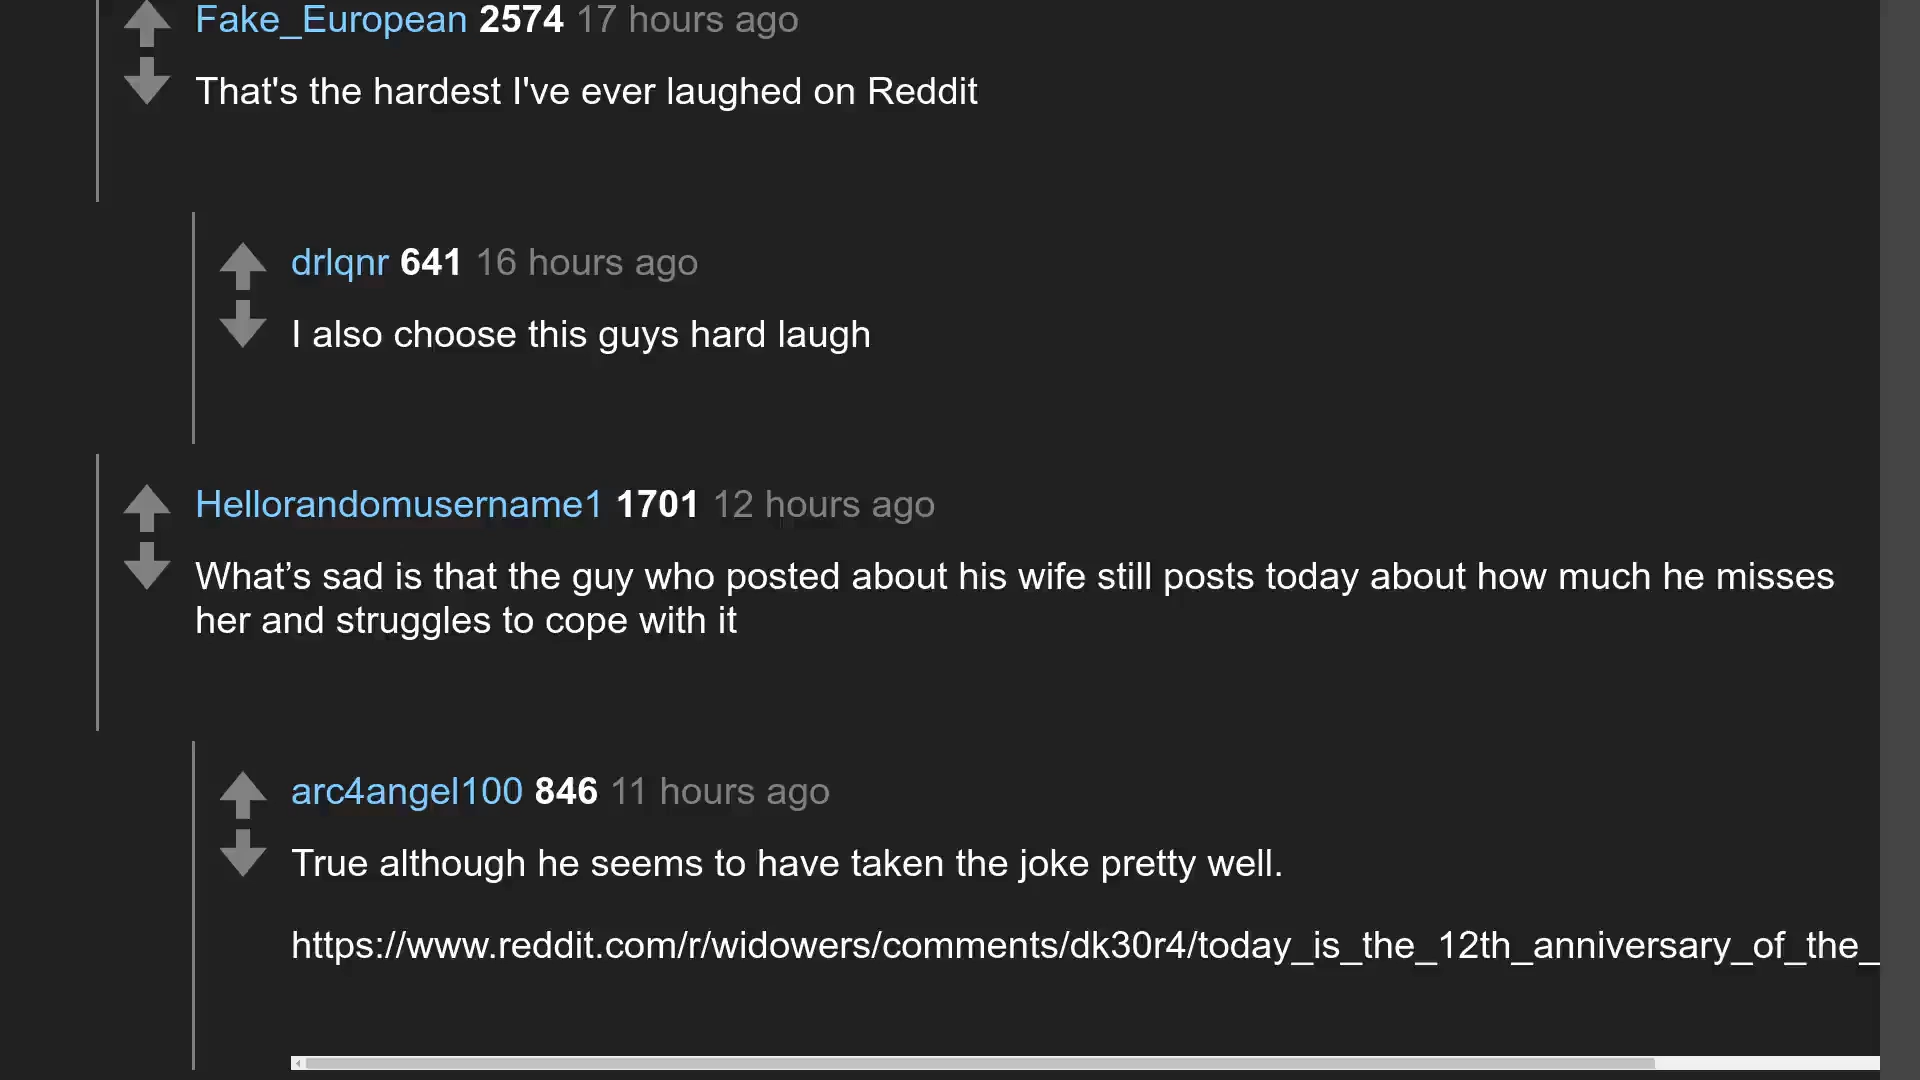 Fake_European 2574 17 hours ago
That's the hardest I've ever laughed on Reddit
drlqnr 641 16 hours ago
I also choose this guys hard laugh
Hellorandomusername1 1701 12 hours ago
What’s sad is that the guy who posted about his wife still posts today about how much he misses
her and struggles to cope with it
arc4angel100 846 11 hours ago
True although he seems to have taken the joke pretty well.
https://www.reddit.com/r/widowers/comments/dk30r4/today_is_the_12th_anniversary_of_the_